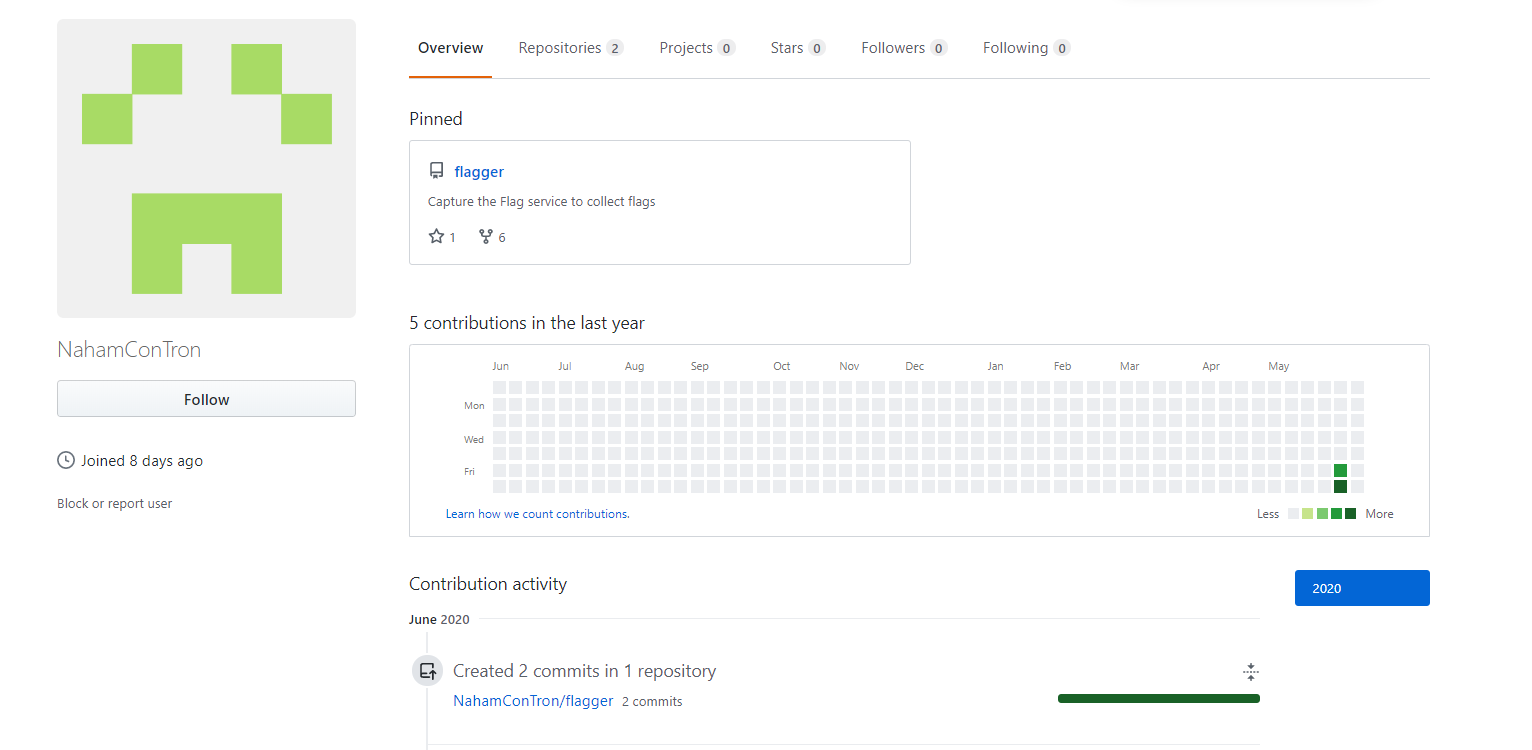 Overview Repositories 2 Projects 0 Stars 0 Followers 0 Following 0
NahamConTron
Follow
Joined 8 days ago
Block or report user
Pinned
flagger
Capture the Flag service to collect flags
1 6
5 contributions in the last year
Jun Jul Aug Sep Oct Nov Dec Jan Feb Mar Apr May
Mon
Wed
Fri
Learn how we count contributions. Less More
Contribution activity
2020
June 2020
Created 2 commits in 1 repository
NahamConTron/flagger 2 commits